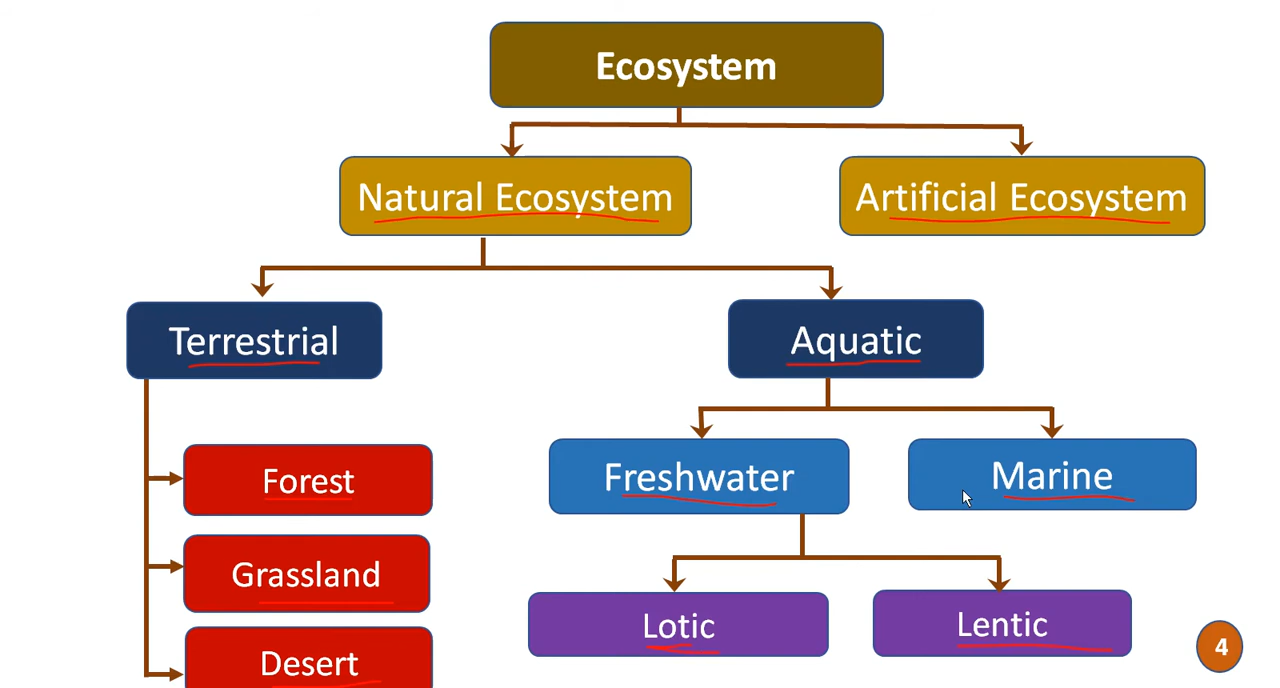 Ecosystem
Natural Ecosystem
Artificial Ecosystem
Terrestrial
Aquatic
Forest
Freshwater
Marine
Grassland
Lotic
Lentic
Desert
4